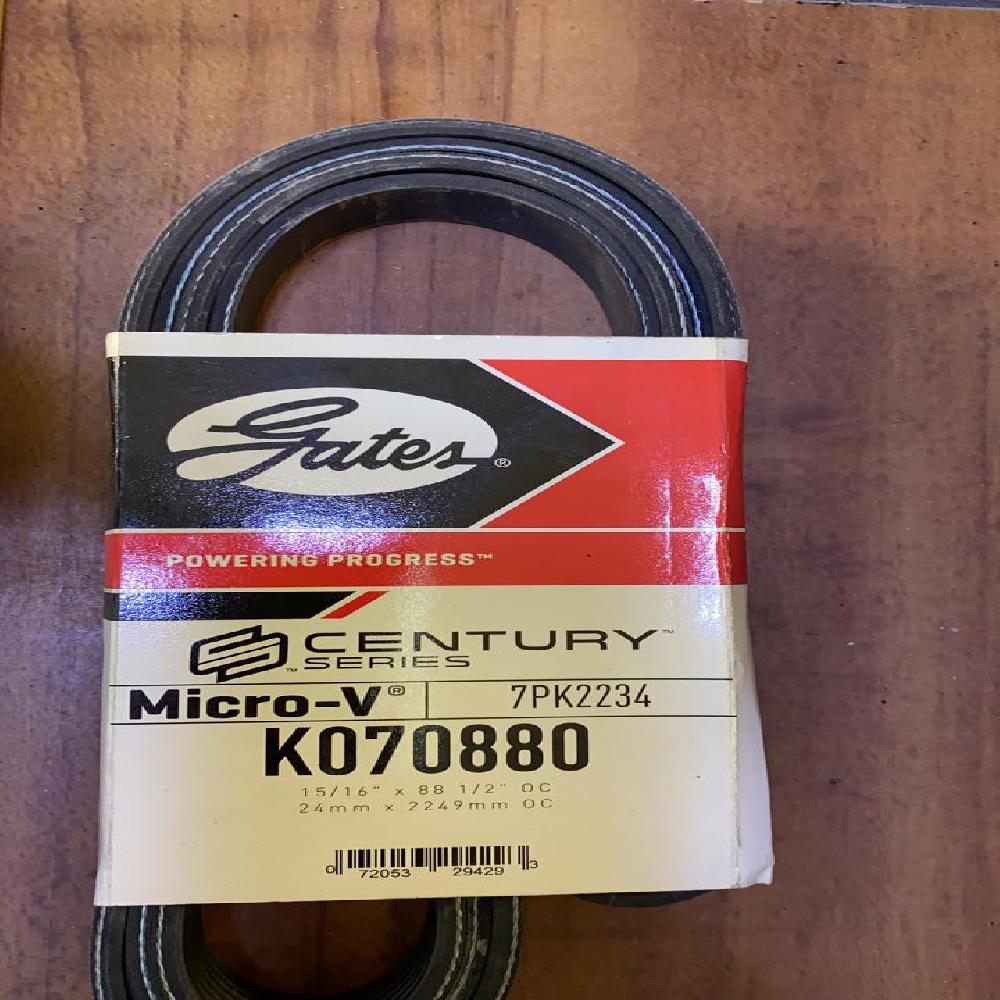 Gates®
POWERING PROGRESS™
CENTURY™
™ SERIES
Micro-V® 7PK2234
K070880
15/16" x 88 1/2" OC
24mm x 2249mm OC
0 72053 29429 3